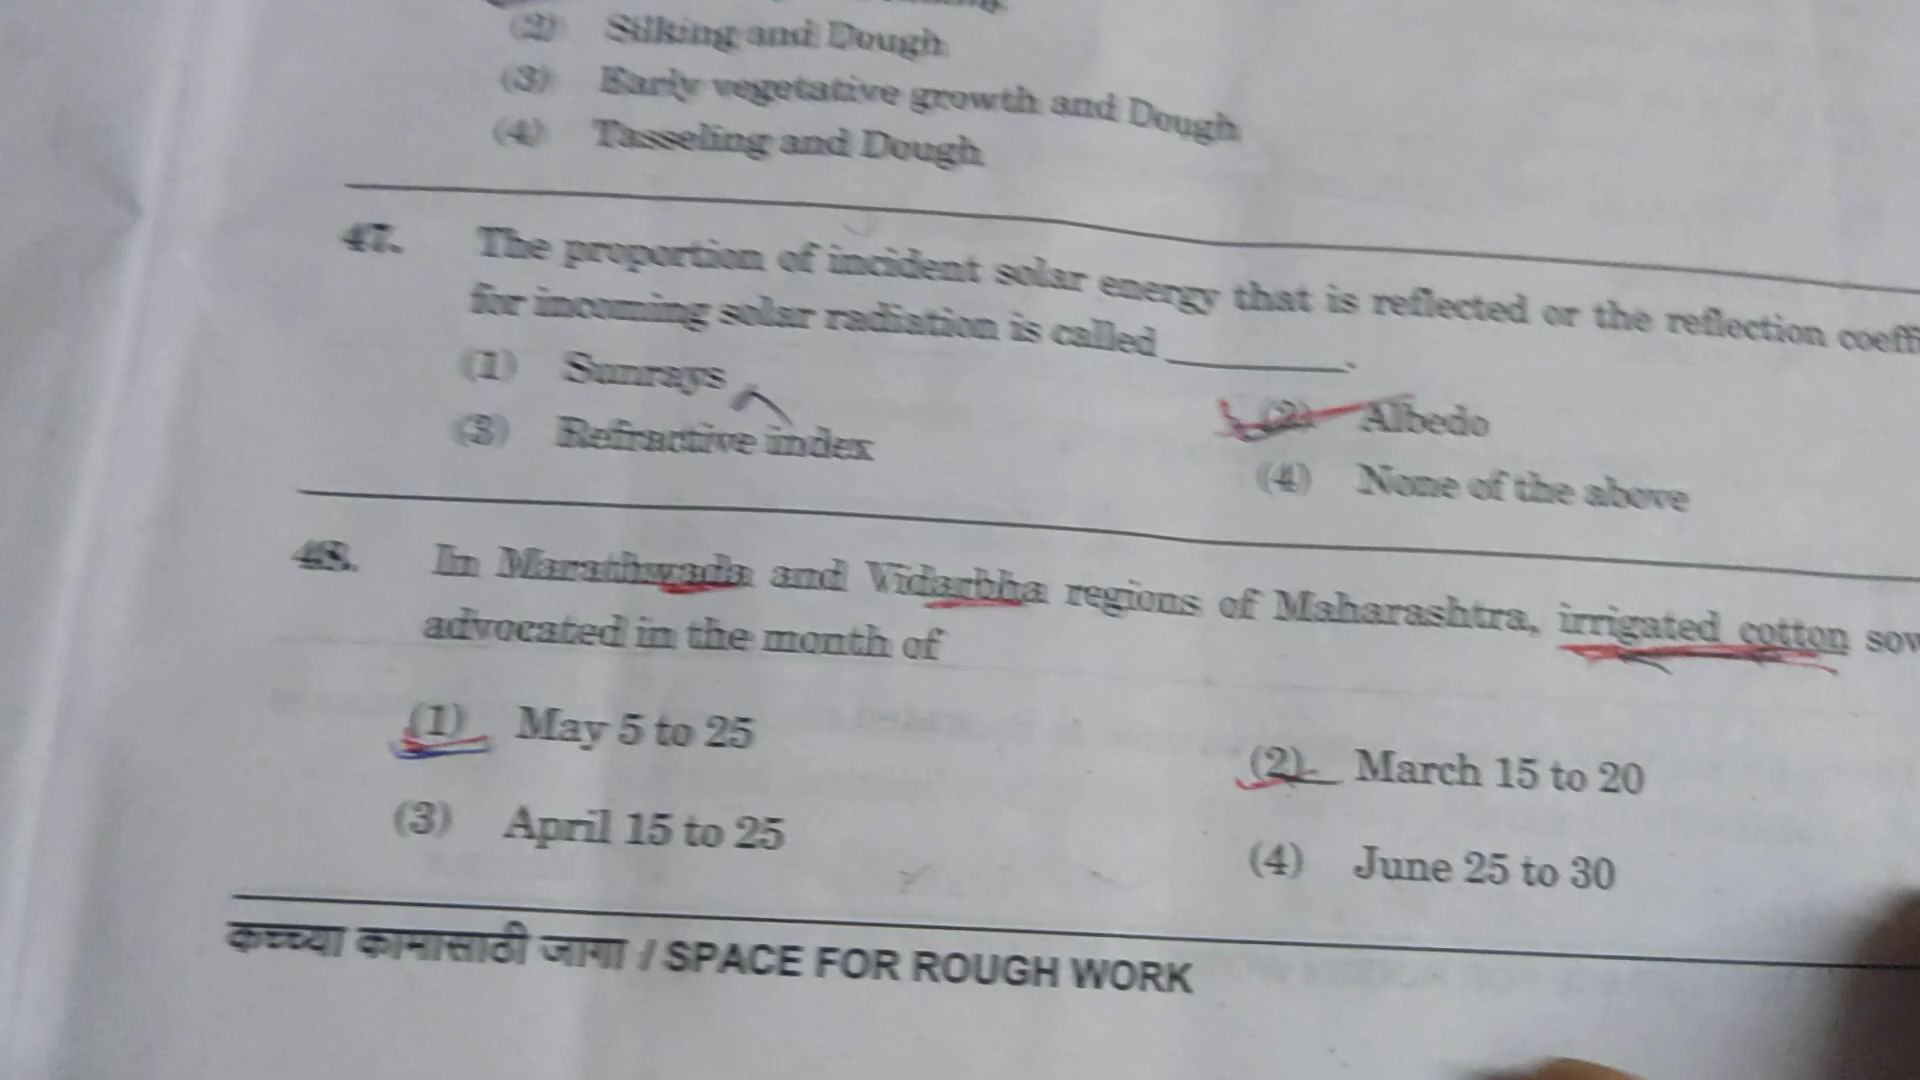 (2) Silking and Dough
(3) Early vegetative growth and Dough
(4) Tasseling and Dough
47. The proportion of incident solar energy that is reflected or the reflection coeffi
for incoming solar radiation is called ________.
(1) Sunrays
(2) Albedo
(3) Refractive index
(4) None of the above
48. In Marathwada and Vidarbha regions of Maharashtra, irrigated cotton sow
advocated in the month of
(1) May 5 to 25
(2) March 15 to 20
(3) April 15 to 25
(4) June 25 to 30
कच्च्या कामासाठी जागा / SPACE FOR ROUGH WORK